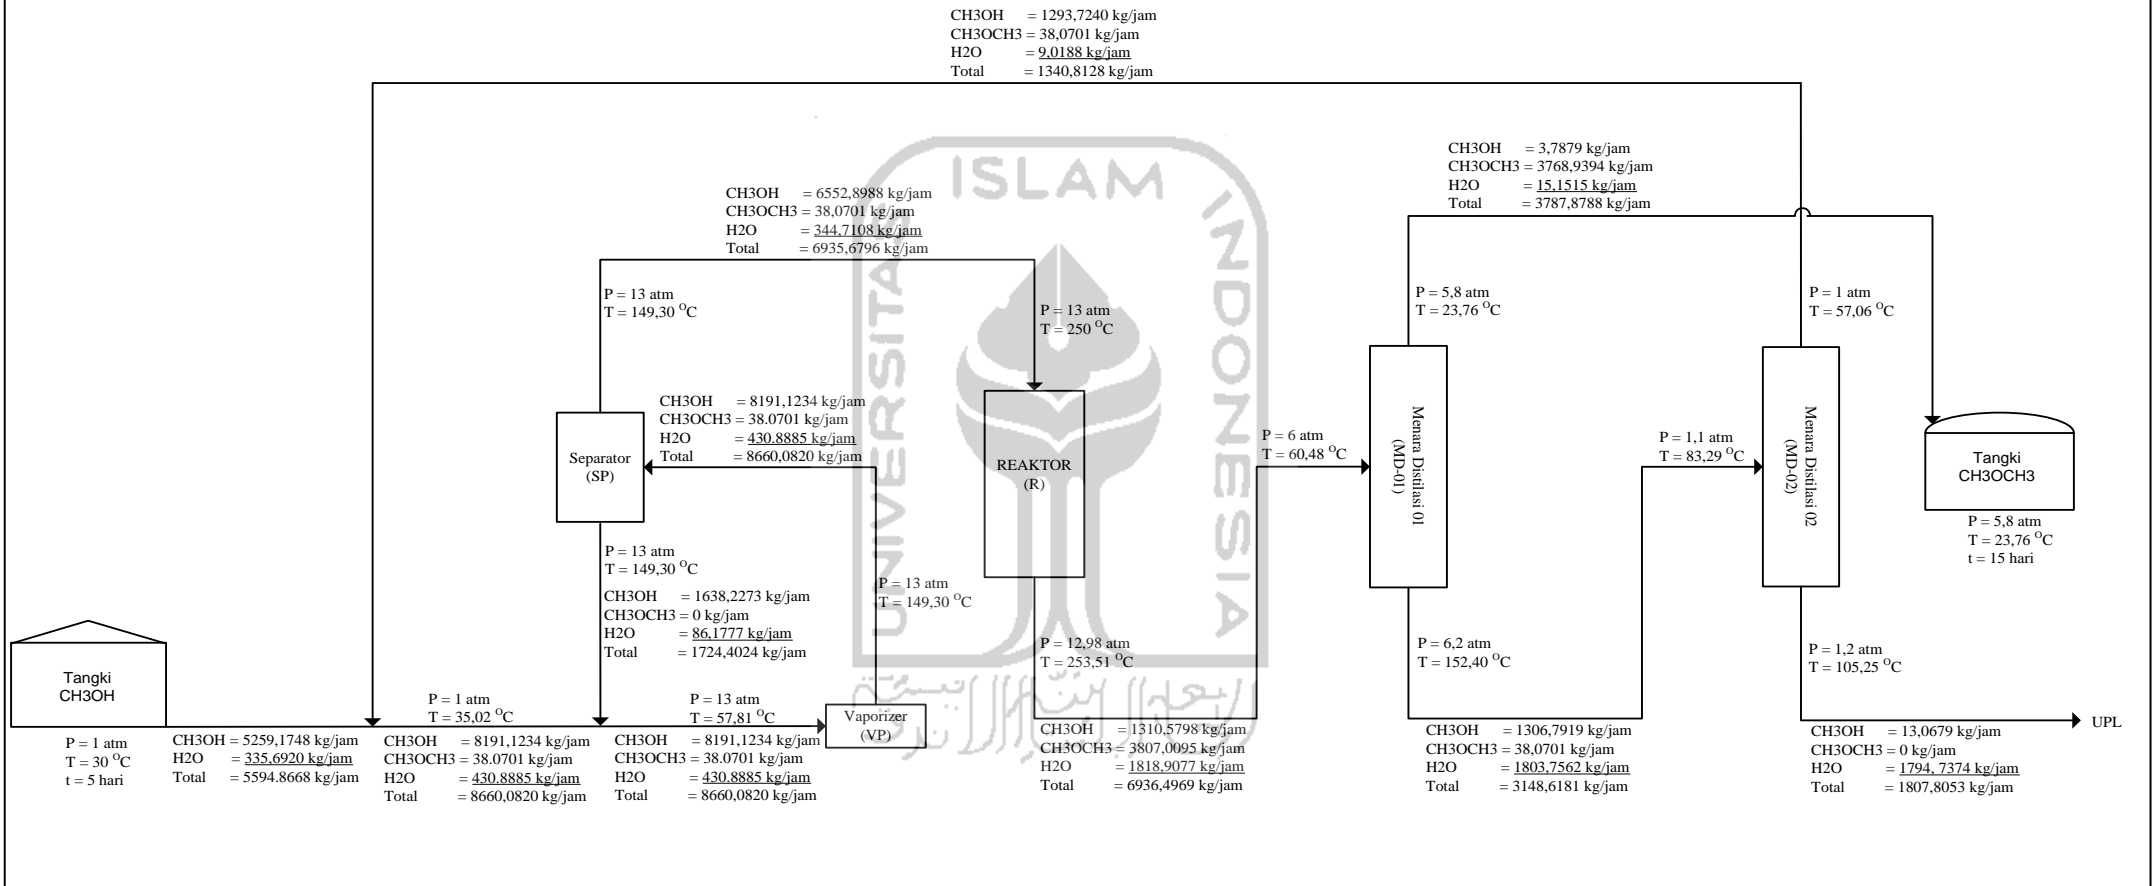 CH3OH = 1293,7240 kg/jam
CH3OCH3 = 38,0701 kg/jam
H2O = 9,0188 kg/jam
Total = 1340,8128 kg/jam
CH3OH = 3,7879 kg/jam
CH3OCH3 = 3768,9394 kg/jam
H2O = 15,1515 kg/jam
Total = 3787,8788 kg/jam
CH3OH = 6552,8988 kg/jam
CH3OCH3 = 38,0701 kg/jam
H2O = 344,7108 kg/jam
Total = 6935,6796 kg/jam
ISLAM
UNIVERSITAS
INDONESIA
P = 13 atm
T = 149,30 °C
P = 13 atm
T = 250 °C
P = 5,8 atm
T = 23,76 °C
P = 1 atm
T = 57,06 °C
CH3OH = 8191,1234 kg/jam
CH3OCH3 = 38.0701 kg/jam
H2O = 430.8885 kg/jam
Total = 8660,0820 kg/jam
Separator
(SP)
REAKTOR
(R)
P = 6 atm
T = 60,48 °C
Menara Distilasi 01
(MD-01)
P = 1,1 atm
T = 83,29 °C
Menara Distilasi 02
(MD-02)
Tangki
CH3OCH3
P = 5,8 atm
T = 23,76 °C
t = 15 hari
P = 13 atm
T = 149,30 °C
CH3OH = 1638,2273 kg/jam
CH3OCH3 = 0 kg/jam
H2O = 86,1777 kg/jam
Total = 1724,4024 kg/jam
P = 13 atm
T = 149,30 °C
P = 12,98 atm
T = 253,51 °C
P = 6,2 atm
T = 152,40 °C
P = 1,2 atm
T = 105,25 °C
Tangki
CH3OH
P = 1 atm
T = 35,02 °C
P = 13 atm
T = 57,81 °C
Vaporizer
(VP)
UPL
P = 1 atm
T = 30 °C
t = 5 hari
CH3OH = 5259,1748 kg/jam
H2O = 335,6920 kg/jam
Total = 5594.8668 kg/jam
CH3OH = 8191,1234 kg/jam
CH3OCH3 = 38.0701 kg/jam
H2O = 430.8885 kg/jam
Total = 8660,0820 kg/jam
CH3OH = 8191,1234 kg/jam
CH3OCH3 = 38.0701 kg/jam
H2O = 430.8885 kg/jam
Total = 8660,0820 kg/jam
CH3OH = 1310,5798 kg/jam
CH3OCH3 = 3807,0095 kg/jam
H2O = 1818,9077 kg/jam
Total = 6936,4969 kg/jam
CH3OH = 1306,7919 kg/jam
CH3OCH3 = 38,0701 kg/jam
H2O = 1803,7562 kg/jam
Total = 3148,6181 kg/jam
CH3OH = 13,0679 kg/jam
CH3OCH3 = 0 kg/jam
H2O = 1794, 7374 kg/jam
Total = 1807,8053 kg/jam